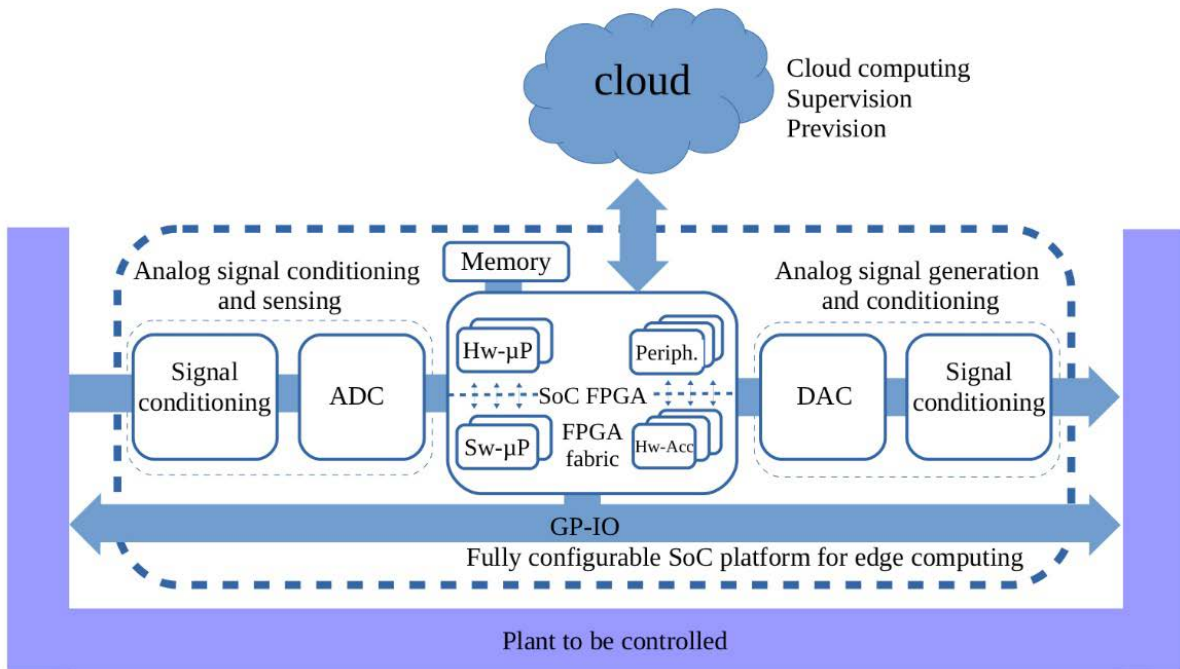 cloud
Cloud computing
Supervision
Prevision
Analog signal conditioning
and sensing
Memory
Analog signal generation
and conditioning
Signal
conditioning
ADC
Hw-µP
Periph.
SoC FPGA
Sw-µP
FPGA
fabric
Hw-Acc
DAC
Signal
conditioning
GP-IO
Fully configurable SoC platform for edge computing
Plant to be controlled